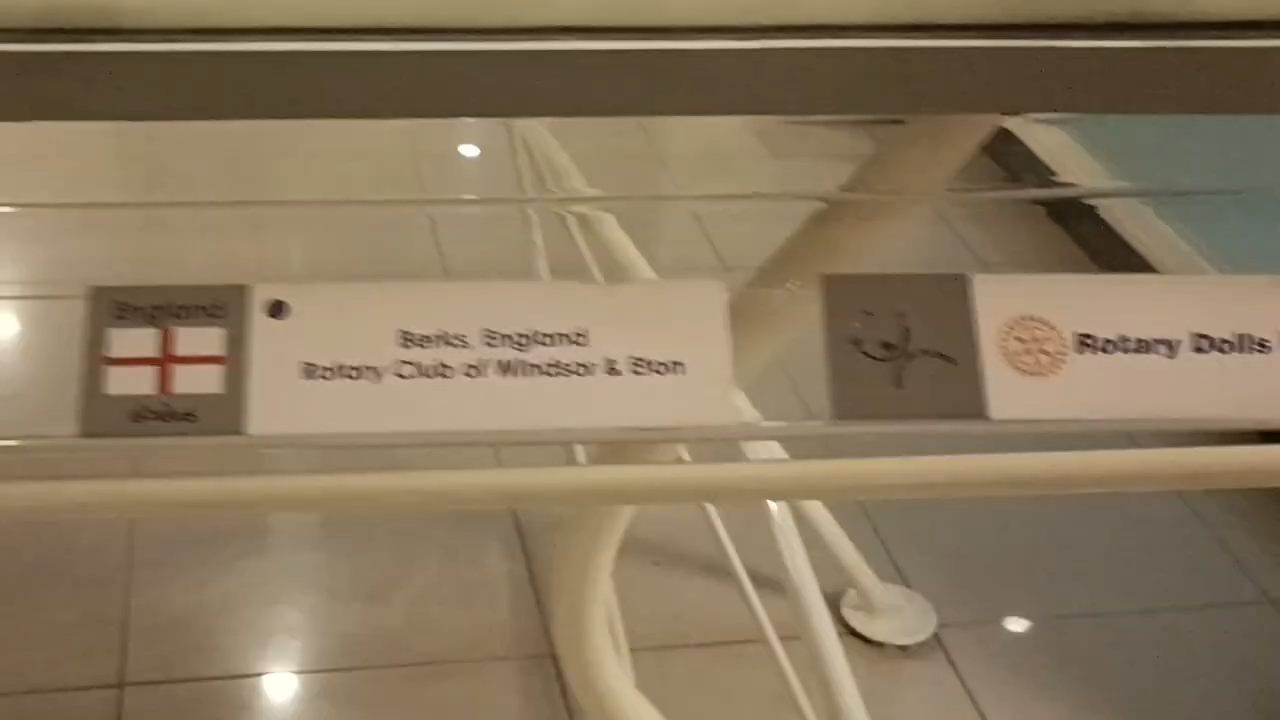 England
Berks, England
Rotary Club of Windsor & Eton
Rotary Dolls